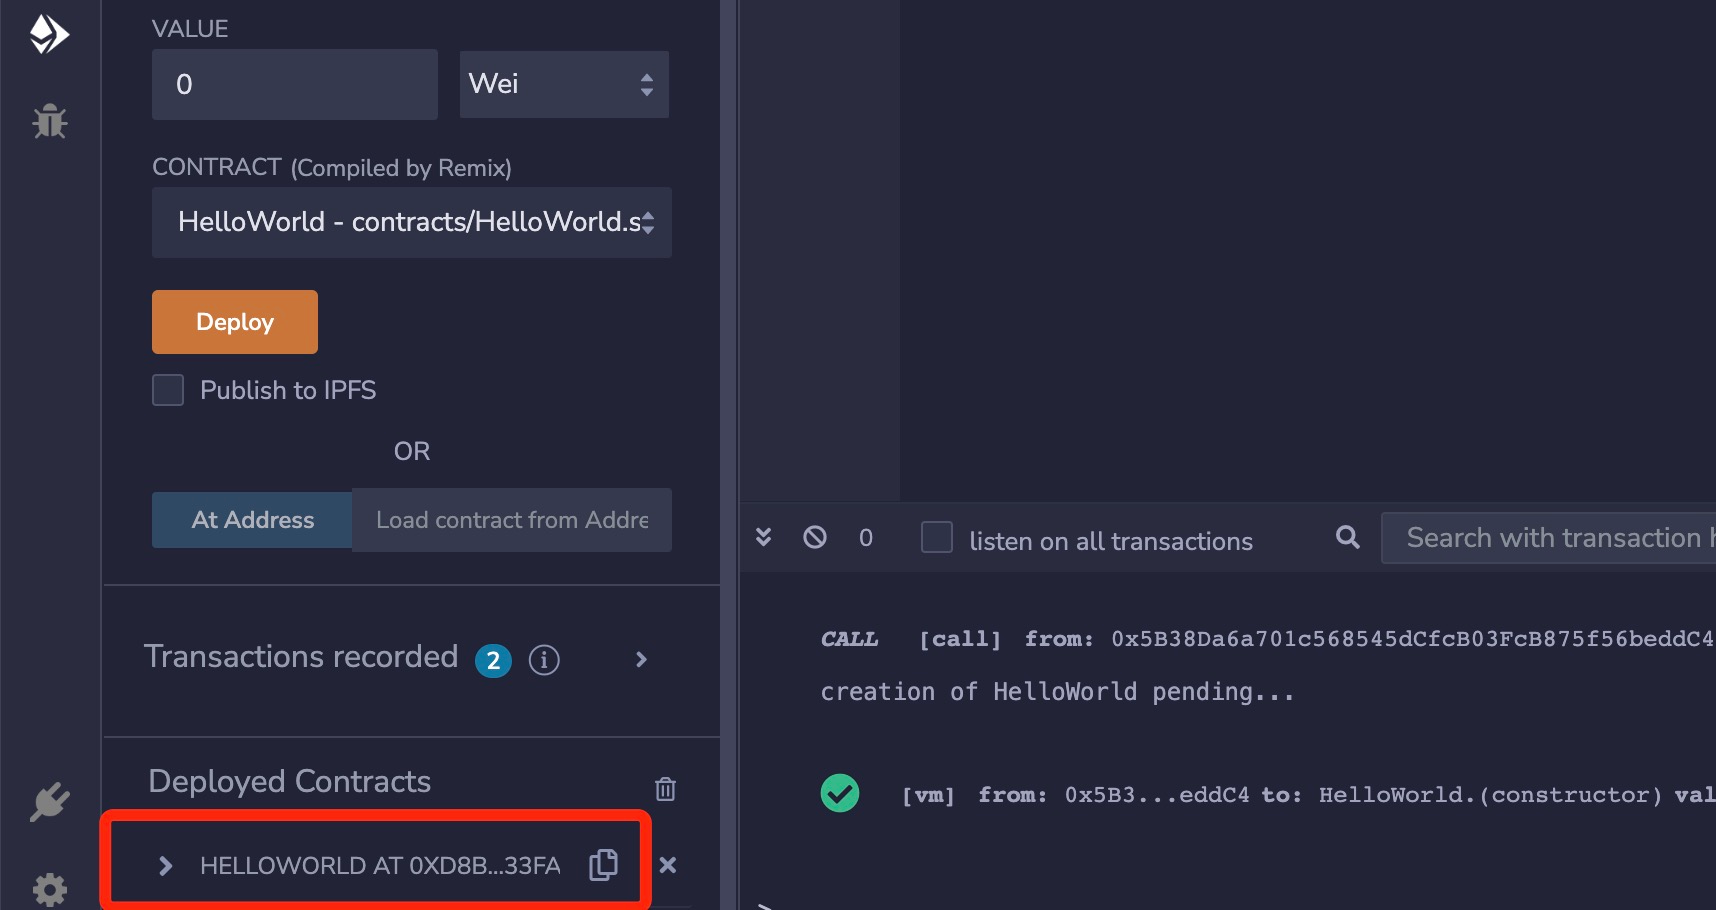 VALUE
0
Wei
CONTRACT (Compiled by Remix)
HelloWorld - contracts/HelloWorld.s
Deploy
Publish to IPFS
OR
At Address
Load contract from Addre
Transactions recorded 2 i
Deployed Contracts
HELLOWORLD AT 0XD8B...33FA
0
listen on all transactions
Search with transaction h
CALL [call] from: 0x5B38Da6a701c568545dCfcB03FcB875f56beddC4
creation of HelloWorld pending...
[vm] from: 0x5B3...eddC4 to: HelloWorld.(constructor) val
>